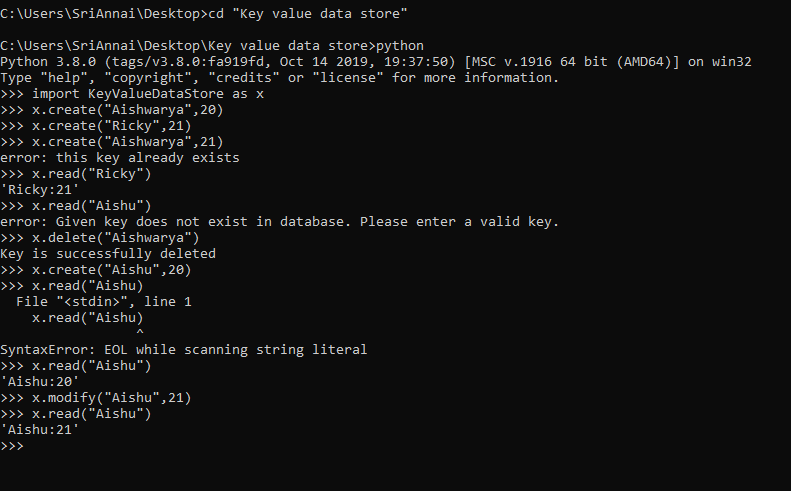 C:\Users\SriAnnai\Desktop>cd "Key value data store"
C:\Users\SriAnnai\Desktop\Key value data store>python
Python 3.8.0 (tags/v3.8.0:fa919fd, Oct 14 2019, 19:37:50) [MSC v.1916 64 bit (AMD64)] on win32
Type "help", "copyright", "credits" or "license" for more information.
>>> import KeyValueDataStore as x
>>> x.create("Aishwarya",20)
>>> x.create("Ricky",21)
>>> x.create("Aishwarya",21)
error: this key already exists
>>> x.read("Ricky")
'Ricky:21'
>>> x.read("Aishu")
error: Given key does not exist in database. Please enter a valid key.
>>> x.delete("Aishwarya")
Key is successfully deleted
>>> x.create("Aishu",20)
>>> x.read("Aishu)
  File "<stdin>", line 1
    x.read("Aishu)
                 ^
SyntaxError: EOL while scanning string literal
>>> x.read("Aishu")
'Aishu:20'
>>> x.modify("Aishu",21)
>>> x.read("Aishu")
'Aishu:21'
>>>